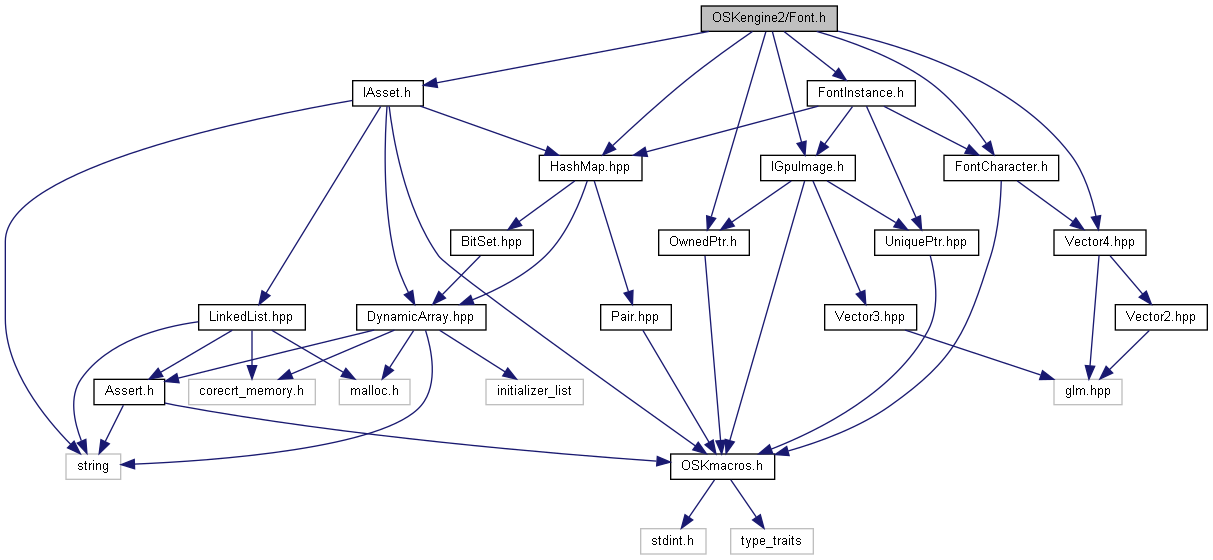 OSKengine2/Font.h
IAsset.h
FontInstance.h
HashMap.hpp
IGpuImage.h
FontCharacter.h
BitSet.hpp
OwnedPtr.h
UniquePtr.hpp
Vector4.hpp
LinkedList.hpp
DynamicArray.hpp
Pair.hpp
Vector3.hpp
Vector2.hpp
Assert.h
corecrt_memory.h
malloc.h
initializer_list
glm.hpp
string
OSKmacros.h
stdint.h
type_traits